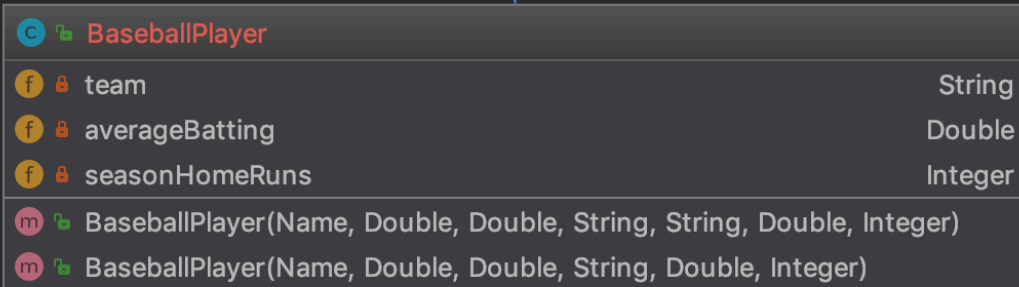 C BaseballPlayer
f team String
f averageBatting Double
f seasonHomeRuns Integer
m BaseballPlayer(Name, Double, Double, String, String, Double, Integer)
m BaseballPlayer(Name, Double, Double, String, Double, Integer)